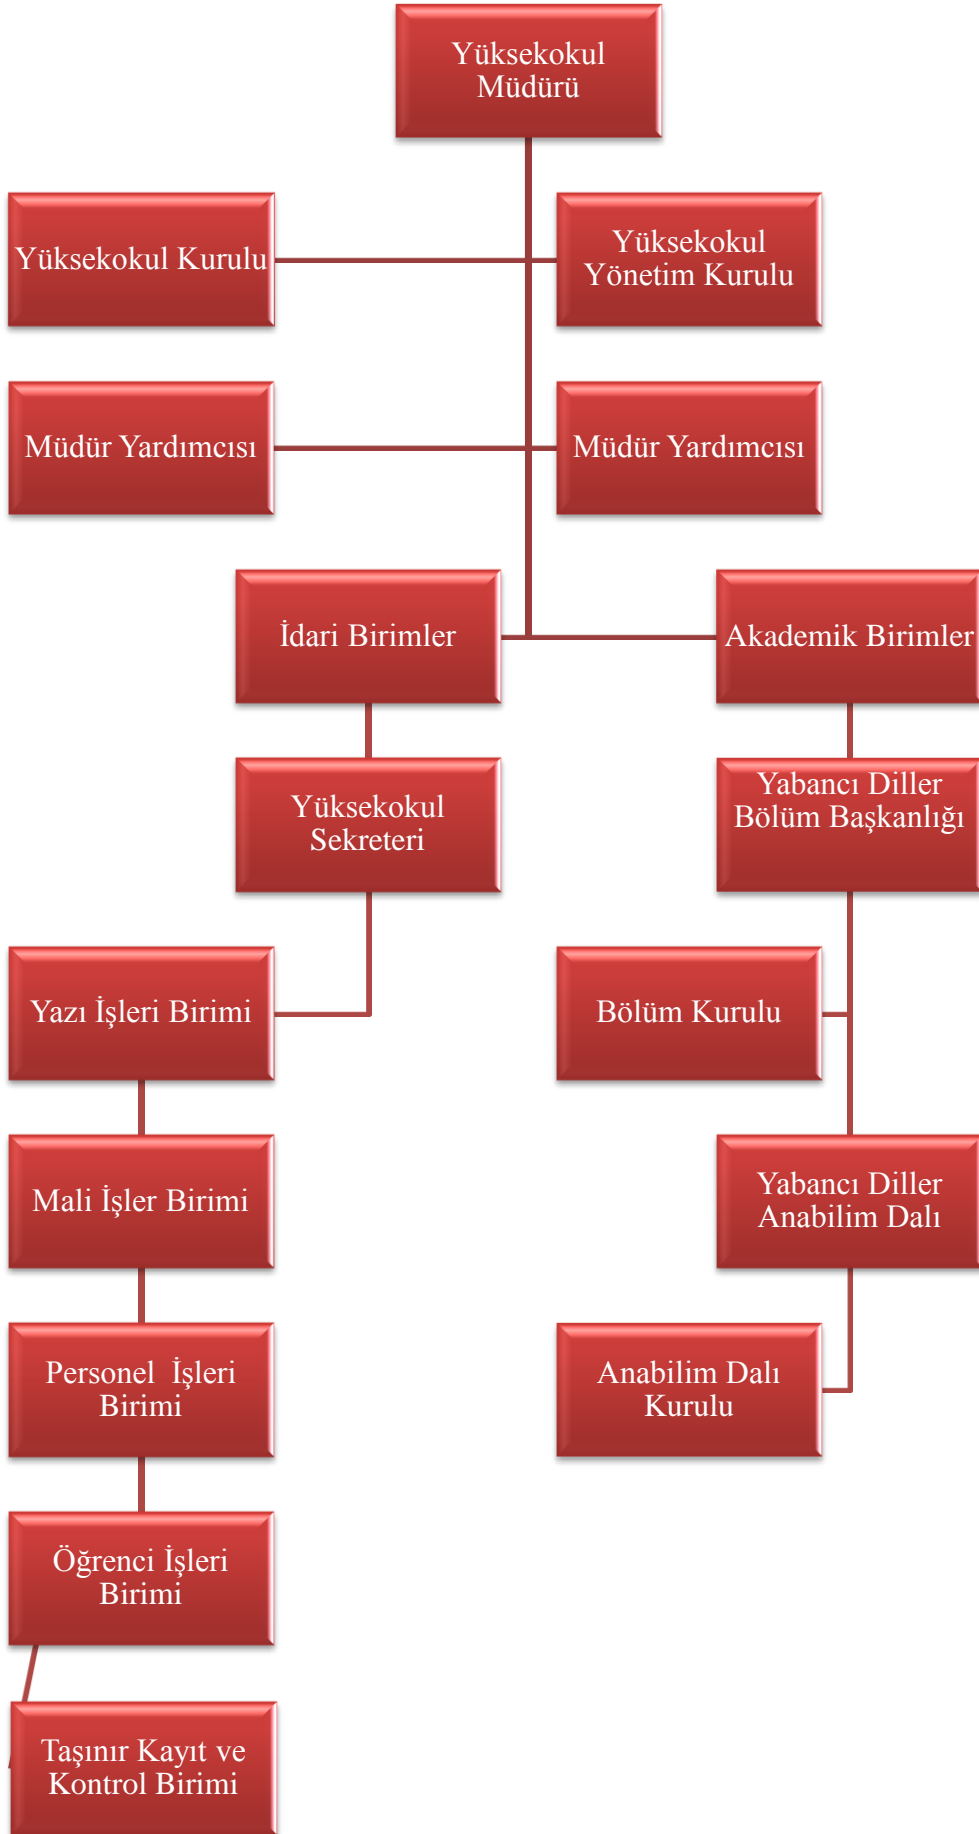 Yüksekokul
Müdürü
Yüksekokul Kurulu
Yüksekokul
Yönetim Kurulu
Müdür Yardımcısı
Müdür Yardımcısı
İdari Birimler
Akademik Birimler
Yüksekokul
Sekreteri
Yabancı Diller
Bölüm Başkanlığı
Yazı İşleri Birimi
Bölüm Kurulu
Mali İşler Birimi
Yabancı Diller
Anabilim Dalı
Personel İşleri
Birimi
Anabilim Dalı
Kurulu
Öğrenci İşleri
Birimi
Taşınır Kayıt ve
Kontrol Birimi